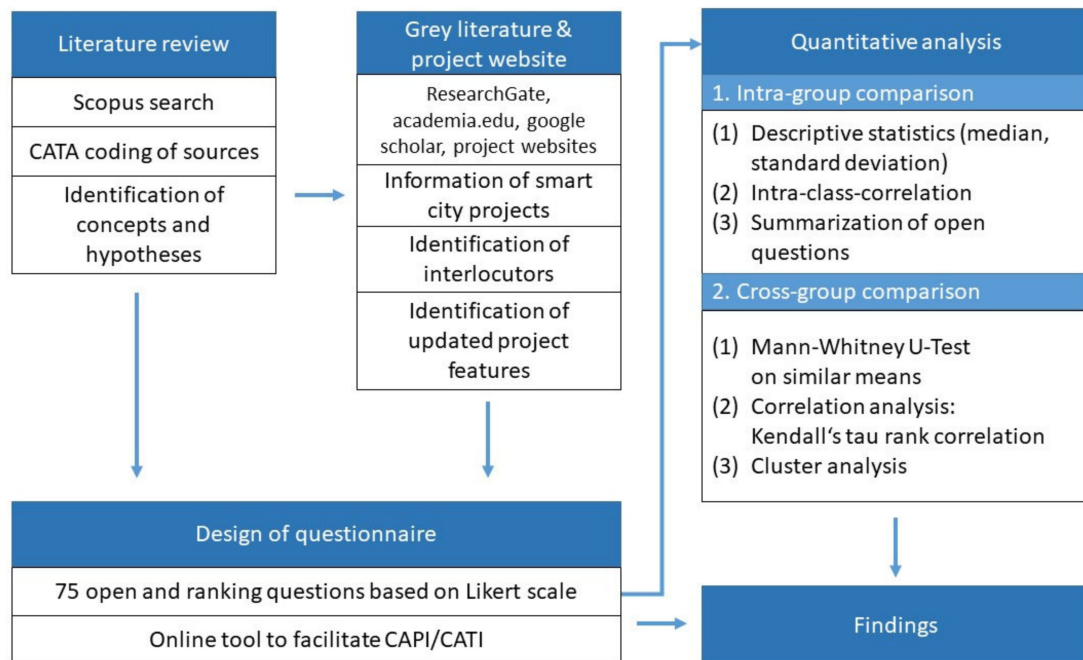 Literature review
Scopus search
CATA coding of sources
Identification of
concepts and
hypotheses
Grey literature &
project website
ResearchGate,
academia.edu, google
scholar, project websites
Information of smart
city projects
Identification of
interlocutors
Identification of
updated project
features
Design of questionnaire
75 open and ranking questions based on Likert scale
Online tool to facilitate CAPI/CATI
Quantitative analysis
1. Intra-group comparison
(1) Descriptive statistics (median,
standard deviation)
(2) Intra-class-correlation
(3) Summarization of open
questions
2. Cross-group comparison
(1) Mann-Whitney U-Test
on similar means
(2) Correlation analysis:
Kendall‘s tau rank correlation
(3) Cluster analysis
Findings